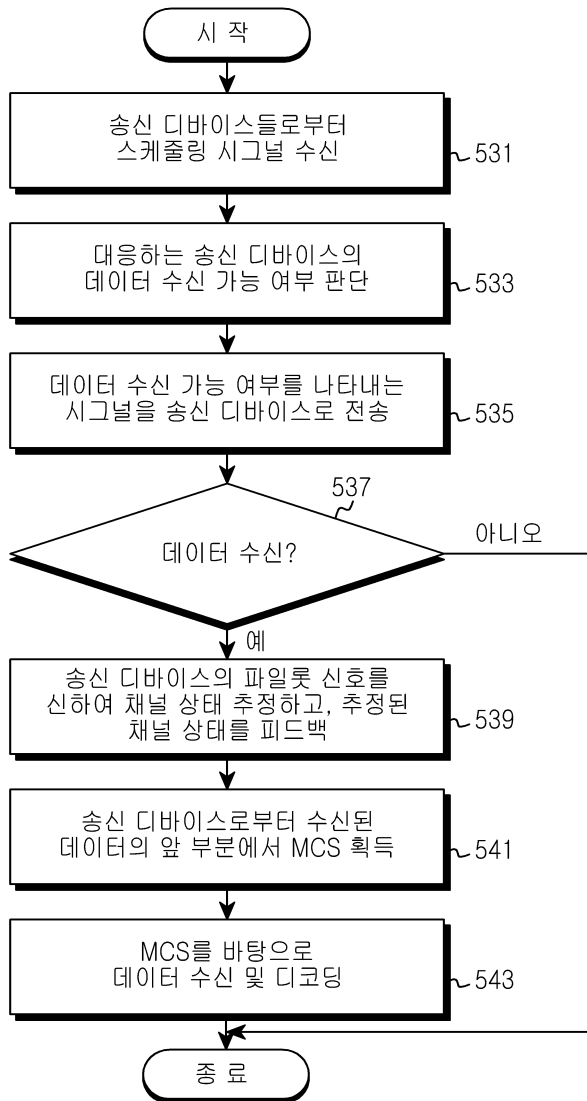 시 작
송신 디바이스들로부터
스케줄링 시그널 수신
531
대응하는 송신 디바이스의
데이터 수신 가능 여부 판단
533
데이터 수신 가능 여부를 나타내는
시그널을 송신 디바이스로 전송
535
537
데이터 수신?
아니오
예
송신 디바이스의 파일롯 신호를
신하여 채널 상태 추정하고, 추정된
채널 상태를 피드백
539
송신 디바이스로부터 수신된
데이터의 앞 부분에서 MCS 획득
541
MCS를 바탕으로
데이터 수신 및 디코딩
543
종 료